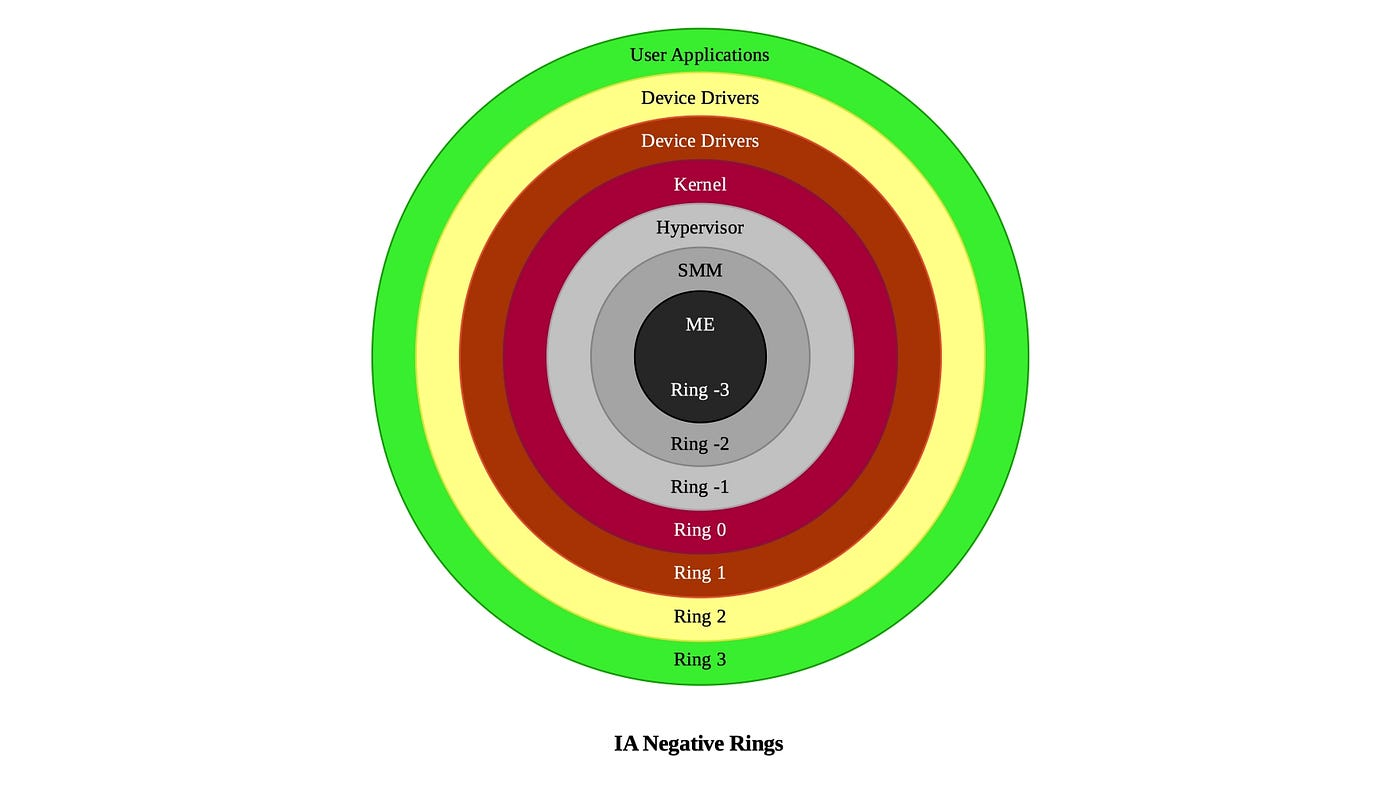 User Applications
Device Drivers
Device Drivers
Kernel
Hypervisor
SMM
ME
Ring -3
Ring -2
Ring -1
Ring 0
Ring 1
Ring 2
Ring 3
IA Negative Rings